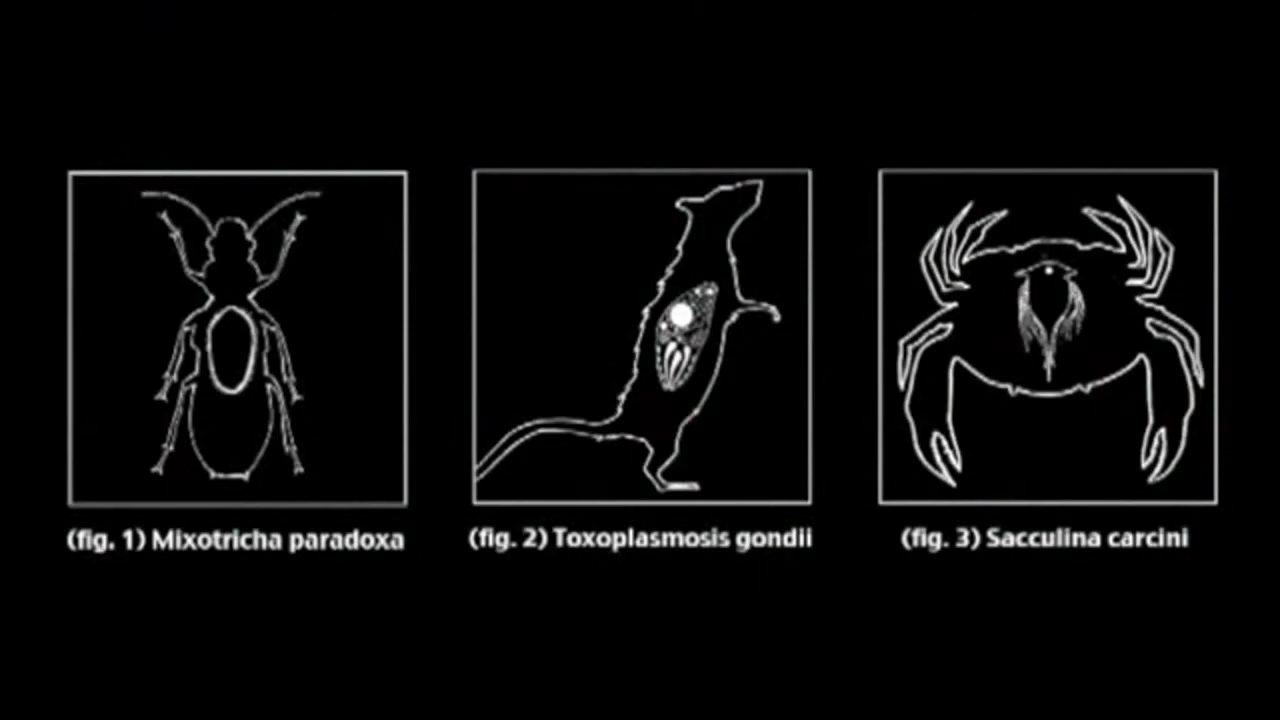 (fig. 1) Mixotricha paradoxa
(fig. 2) Toxoplasmosis gondii
(fig. 3) Sacculina carcini